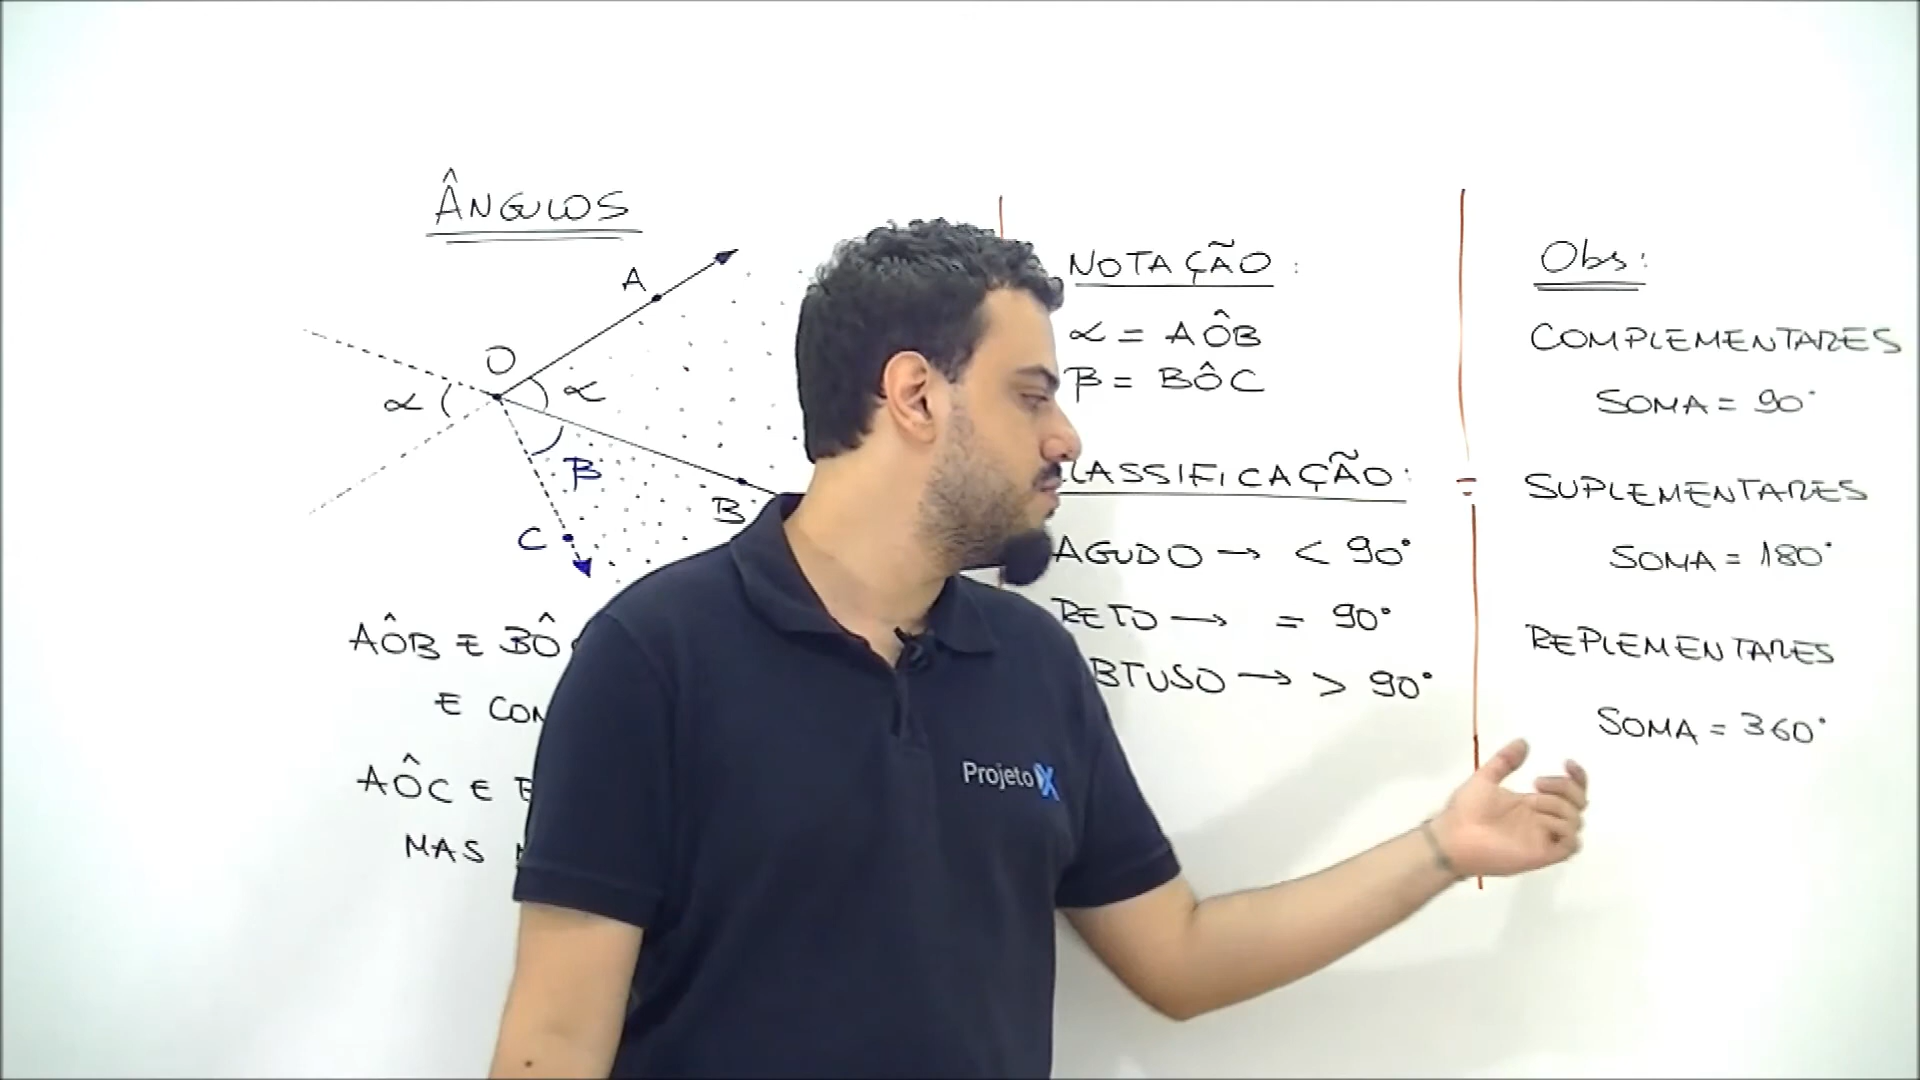 ÂNGULOS
A
O
α
α
β
B
C
AÔB E BÔ
E
AÔC E
MAS
NOTAÇÃO:
α = AÔB
β = BÔC
CLASSIFICAÇÃO:
AGUDO → < 90°
RETO → = 90°
OBTUSO → > 90°
Obs:
COMPLEMENTARES
SOMA = 90°
SUPLEMENTARES
SOMA = 180°
REPLEMENTARES
SOMA = 360°
Projeto X